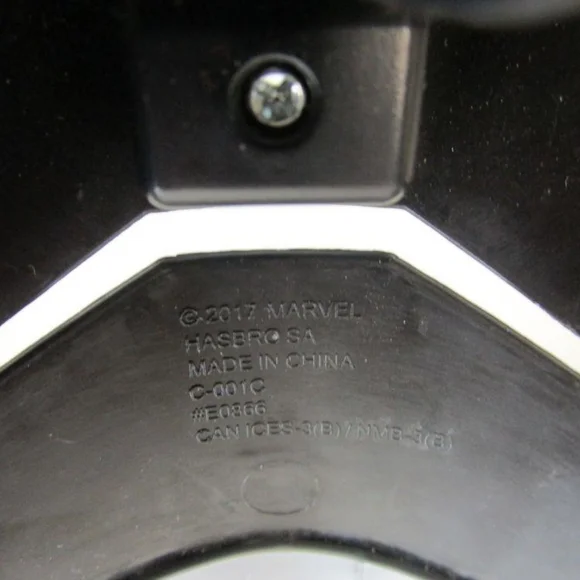 © 2017 MARVEL
HASBRO SA
MADE IN CHINA
C-001C
#E0866
CAN ICES-3(B)/NMB-3(B)